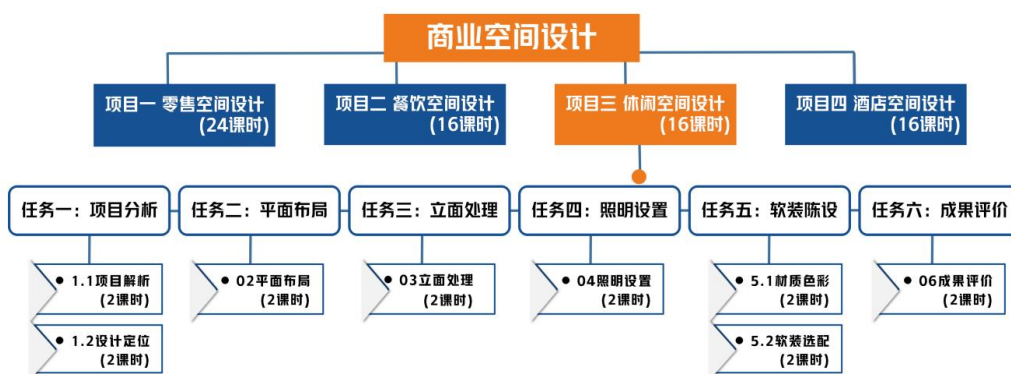 商业空间设计
项目一 零售空间设计
(24课时)
项目二 餐饮空间设计
(16课时)
项目三 休闲空间设计
(16课时)
项目四 酒店空间设计
(16课时)
任务一：项目分析
任务二：平面布局
任务三：立面处理
任务四：照明设置
任务五：软装陈设
任务六：成果评价
● 1.1项目解析
(2课时)
● 02平面布局
(2课时)
● 03立面处理
(2课时)
● 04照明设置
(2课时)
● 5.1材质色彩
(2课时)
● 06成果评价
(2课时)
● 1.2设计定位
(2课时)
● 5.2软装选配
(2课时)